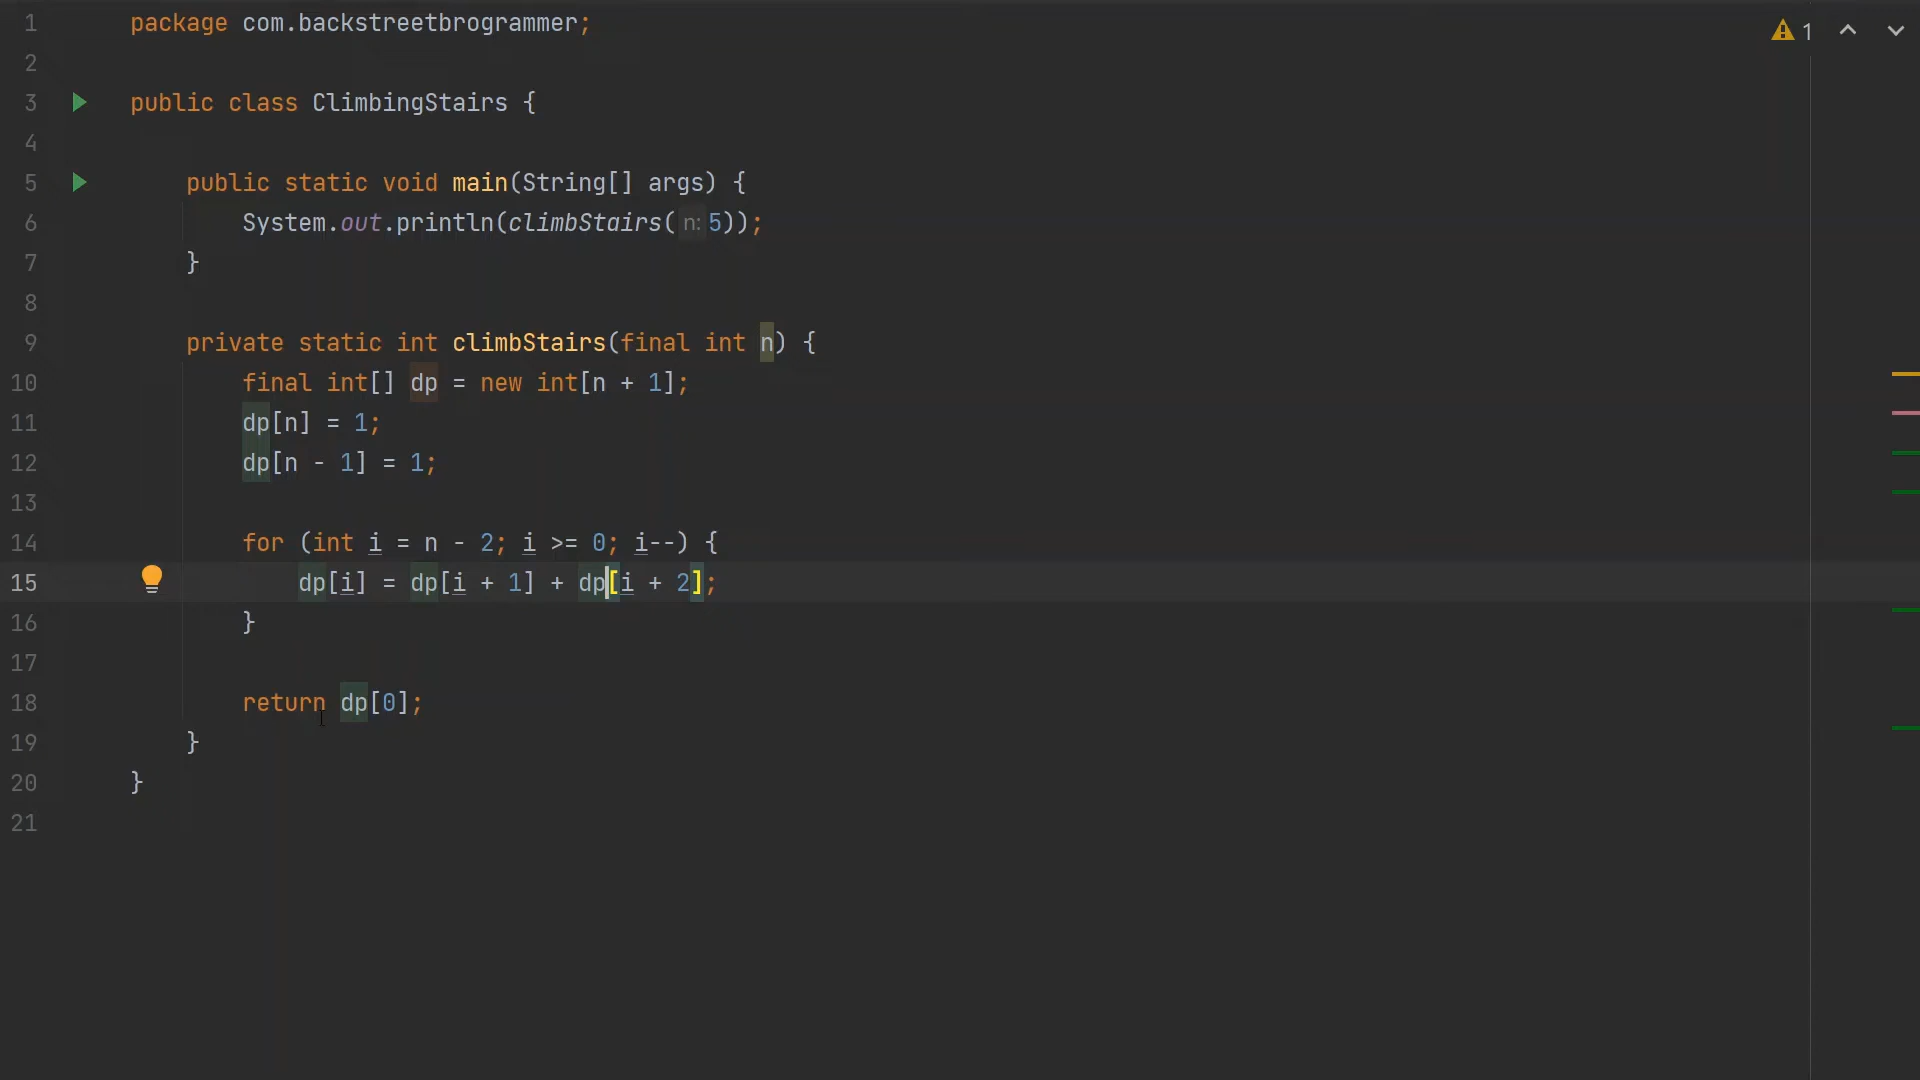 1 package com.backstreetbrogrammer;
1
2
3 public class ClimbingStairs {
4
5 public static void main(String[] args) {
6 System.out.println(climbStairs( n: 5));
7 }
8
9 private static int climbStairs(final int n) {
10 final int[] dp = new int[n + 1];
11 dp[n] = 1;
12 dp[n - 1] = 1;
13
14 for (int i = n - 2; i >= 0; i--) {
15 dp[i] = dp[i + 1] + dp[i + 2];
16 }
17
18 return dp[0];
19 }
20 }
21